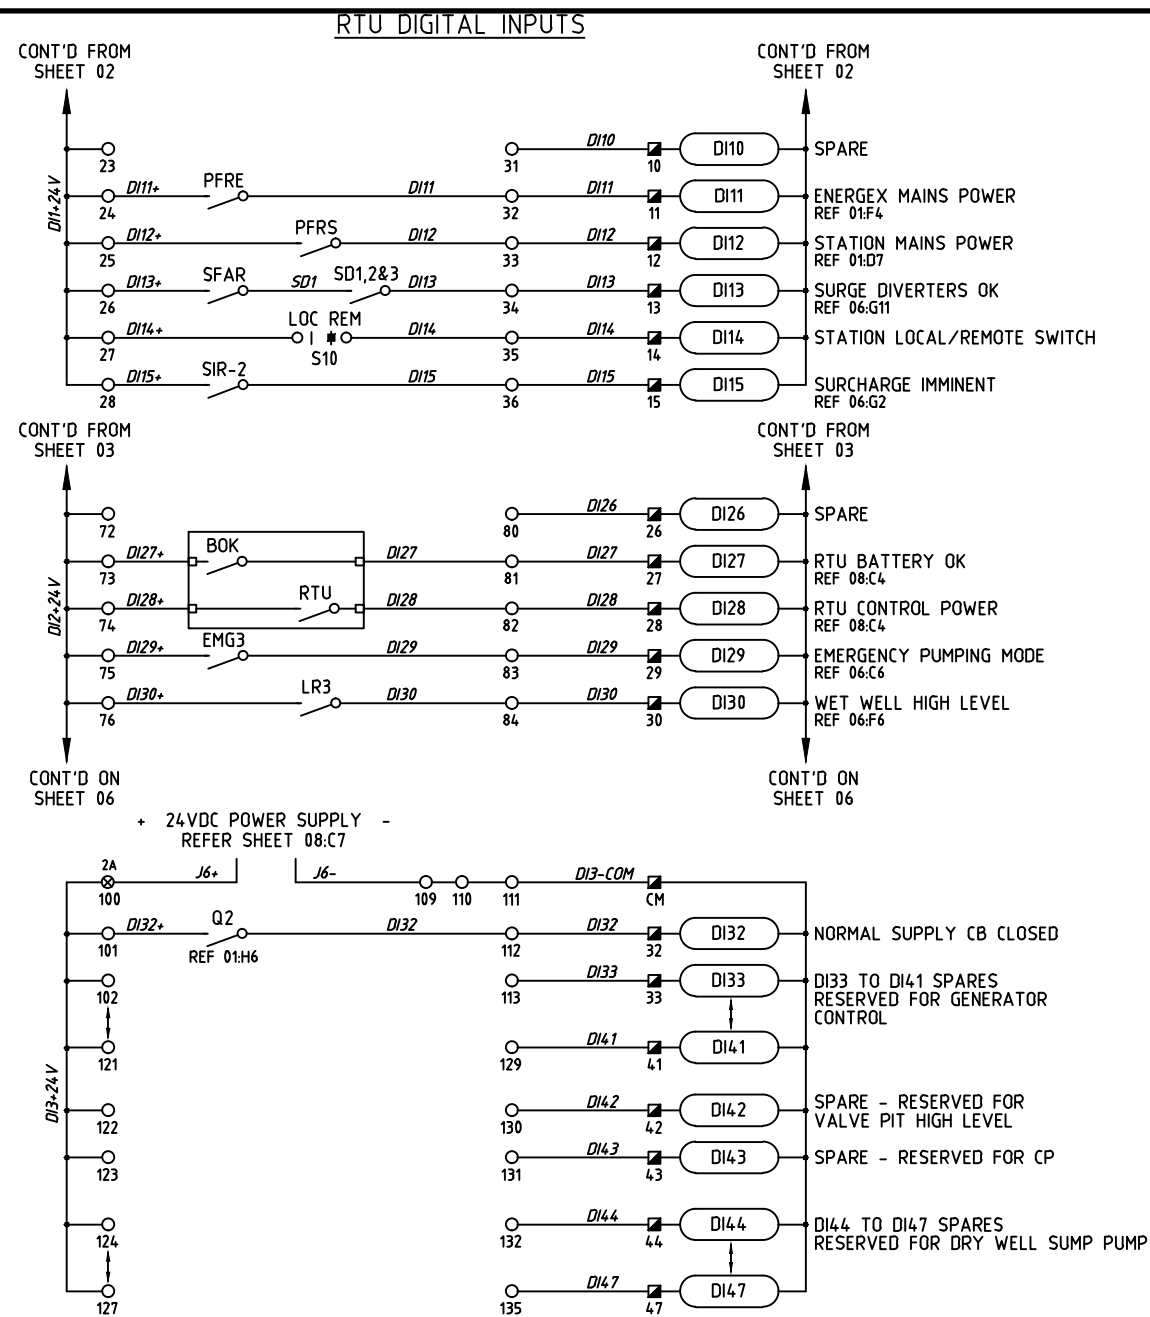 RTU DIGITAL INPUTS
CONT'D FROM
SHEET 02
CONT'D FROM
SHEET 02
DI1+24V
23
31
DI10
10
DI10
SPARE
24
DI11+
PFRE
DI11
32
DI11
11
DI11
ENERGEX MAINS POWER
REF 01:F4
25
DI12+
PFRS
DI12
33
DI12
12
DI12
STATION MAINS POWER
REF 01:D7
26
DI13+
SFAR
SD1
SD1,2&3
DI13
34
DI13
13
DI13
SURGE DIVERTERS OK
REF 06:G11
27
DI14+
LOC REM
S10
DI14
35
DI14
14
DI14
STATION LOCAL/REMOTE SWITCH
28
DI15+
SIR-2
DI15
36
DI15
15
DI15
SURCHARGE IMMINENT
REF 06:G2
CONT'D FROM
SHEET 03
CONT'D FROM
SHEET 03
DI2+24V
72
80
DI26
26
DI26
SPARE
73
DI27+
BOK
DI27
81
DI27
27
DI27
RTU BATTERY OK
REF 08:C4
74
DI28+
RTU
DI28
82
DI28
28
DI28
RTU CONTROL POWER
REF 08:C4
75
DI29+
EMG3
DI29
83
DI29
29
DI29
EMERGENCY PUMPING MODE
REF 06:C6
76
DI30+
LR3
DI30
84
DI30
30
DI30
WET WELL HIGH LEVEL
REF 06:F6
CONT'D ON
SHEET 06
CONT'D ON
SHEET 06
+ 24VDC POWER SUPPLY -
REFER SHEET 08:C7
2A
100
J6+
J6-
109
110
111
DI3-COM
CM
DI3+24V
101
DI32+
Q2
REF 01:H6
DI32
112
DI32
32
DI32
NORMAL SUPPLY CB CLOSED
102
113
DI33
33
DI33
DI33 TO DI41 SPARES
RESERVED FOR GENERATOR
CONTROL
121
129
DI41
41
DI41
122
130
DI42
42
DI42
SPARE - RESERVED FOR
VALVE PIT HIGH LEVEL
123
131
DI43
43
DI43
SPARE - RESERVED FOR CP
124
132
DI44
44
DI44
DI44 TO DI47 SPARES
RESERVED FOR DRY WELL SUMP PUMP
127
135
DI47
47
DI47